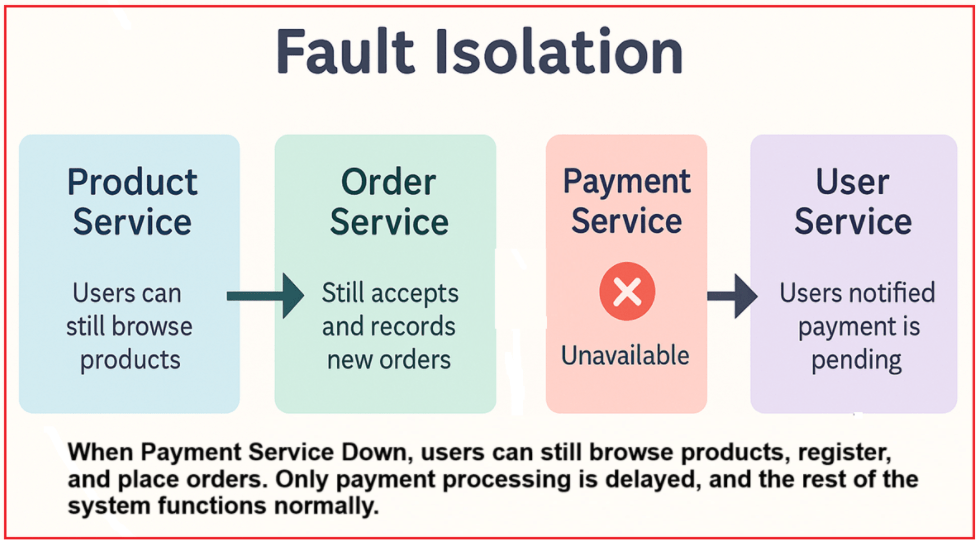 Fault Isolation
Product
Service
Users can
still browse
products
Order
Service
Still accepts
and records
new orders
Payment
Service
Unavailable
User
Service
Users notified
payment is
pending
When Payment Service Down, users can still browse products, register,
and place orders. Only payment processing is delayed, and the rest of the
system functions normally.